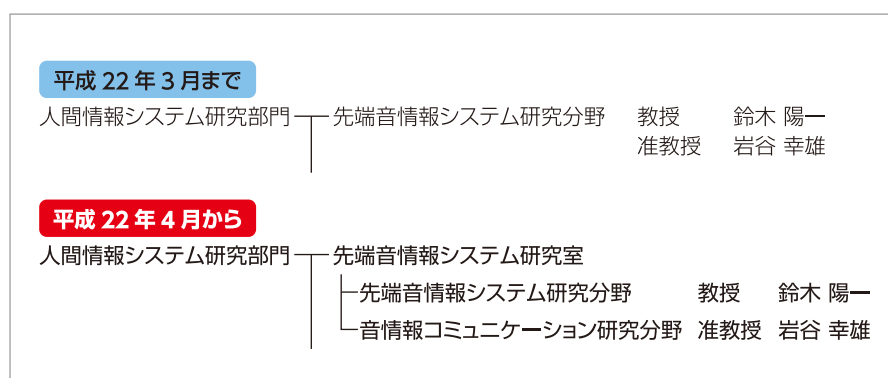 平成 22 年 3 月まで
人間情報システム研究部門 先端音情報システム研究分野 教授 鈴木 陽一
准教授 岩谷 幸雄
平成 22 年 4 月から
人間情報システム研究部門 先端音情報システム研究室
先端音情報システム研究分野 教授 鈴木 陽一
音情報コミュニケーション研究分野 准教授 岩谷 幸雄